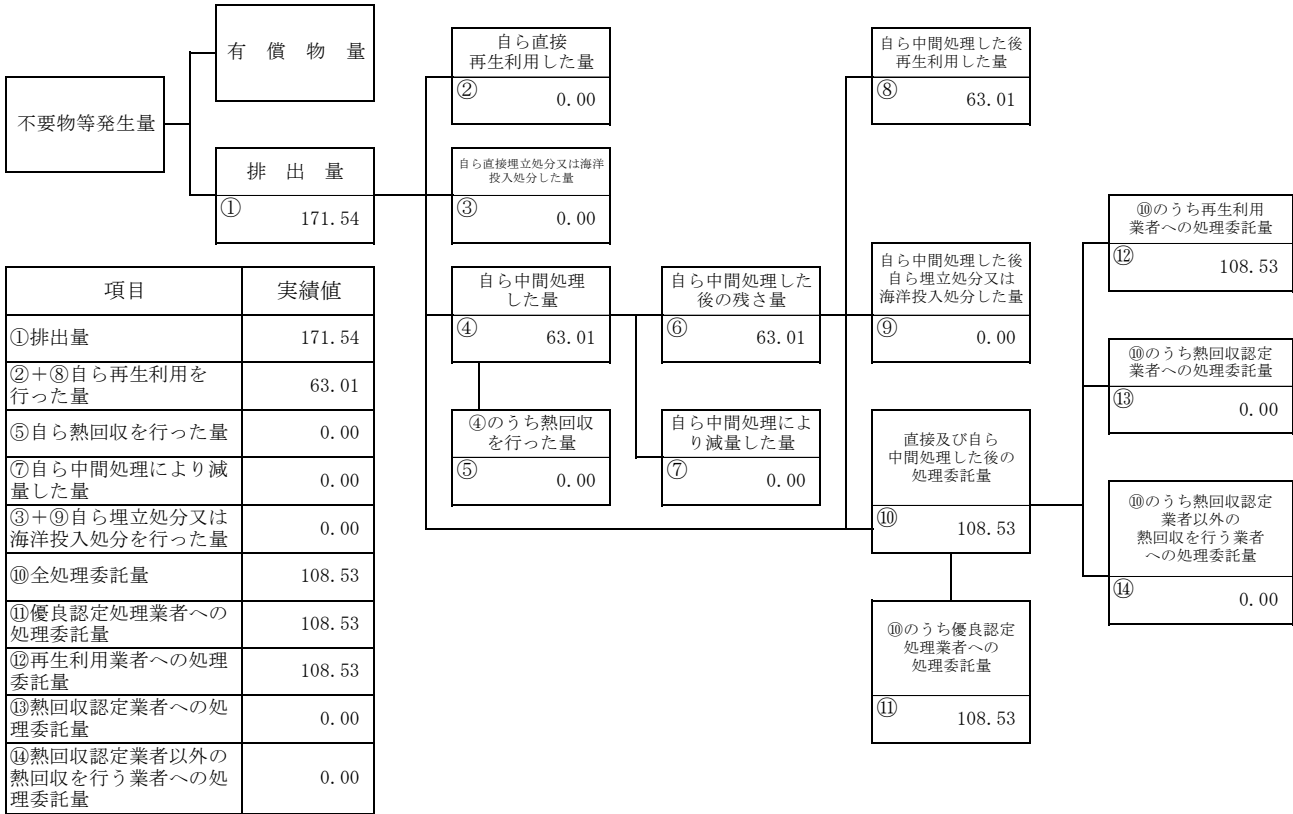 不要物等発生量
有 償 物 量
排 出 量
① 171.54
自ら直接
再生利用した量
② 0.00
自ら直接埋立処分又は海洋
投入処分した量
③ 0.00
自ら中間処理
した量
④ 63.01
④のうち熱回収
を行った量
⑤ 0.00
自ら中間処理した
後の残さ量
⑥ 63.01
自ら中間処理によ
り減量した量
⑦ 0.00
自ら中間処理した後
再生利用した量
⑧ 63.01
自ら中間処理した後
自ら埋立処分又は
海洋投入処分した量
⑨ 0.00
直接及び自ら
中間処理した後の
処理委託量
⑩ 108.53
⑩のうち優良認定
処理業者への
処理委託量
⑪ 108.53
⑩のうち再生利用
業者への処理委託量
⑫ 108.53
⑩のうち熱回収認定
業者への処理委託量
⑬ 0.00
⑩のうち熱回収認定
業者以外の
熱回収を行う業者
への処理委託量
⑭ 0.00
項目 実績値
①排出量 171.54
②+⑧自ら再生利用を
行った量 63.01
⑤自ら熱回収を行った量 0.00
⑦自ら中間処理により減
量した量 0.00
③+⑨自ら埋立処分又は
海洋投入処分を行った量 0.00
⑩全処理委託量 108.53
⑪優良認定処理業者への
処理委託量 108.53
⑫再生利用業者への処理
委託量 108.53
⑬熱回収認定業者への処
理委託量 0.00
⑭熱回収認定業者以外の
熱回収を行う業者への処
理委託量 0.00